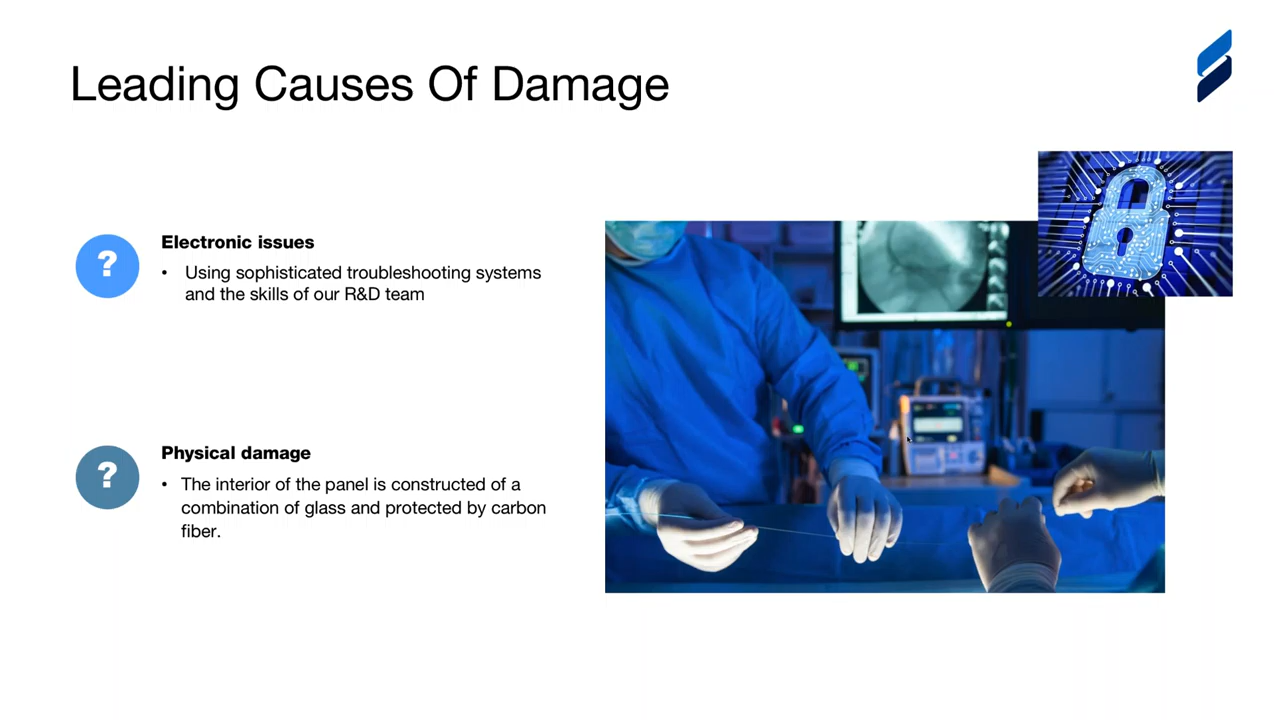 Leading Causes Of Damage
?
Electronic issues
• Using sophisticated troubleshooting systems
and the skills of our R&D team
?
Physical damage
• The interior of the panel is constructed of a
combination of glass and protected by carbon
fiber.